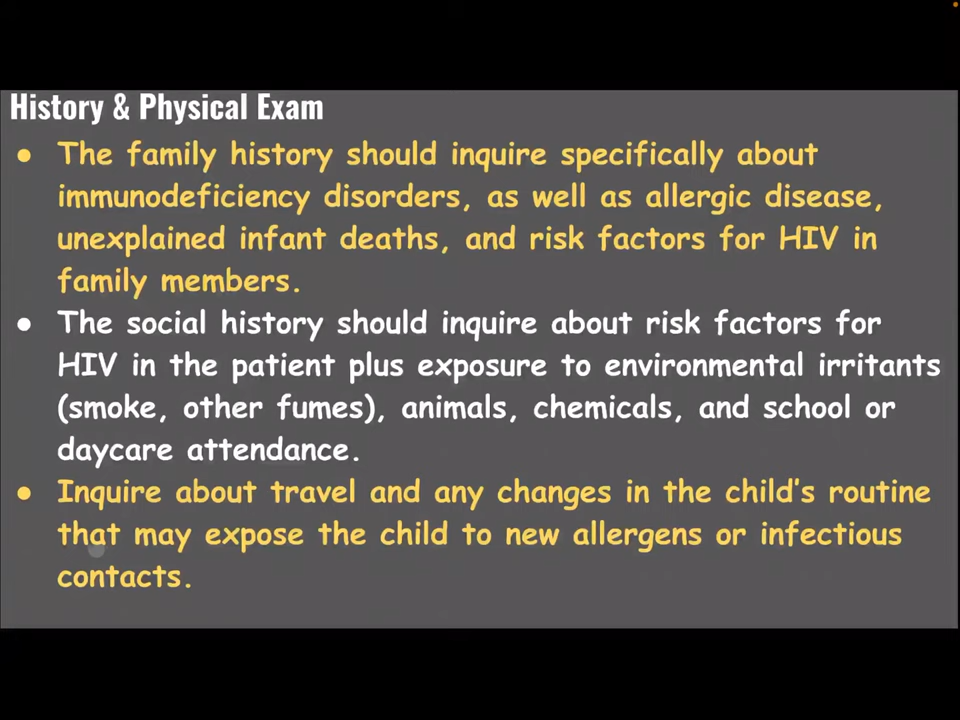 History & Physical Exam
● The family history should inquire specifically about
immunodeficiency disorders, as well as allergic disease,
unexplained infant deaths, and risk factors for HIV in
family members.
● The social history should inquire about risk factors for
HIV in the patient plus exposure to environmental irritants
(smoke, other fumes), animals, chemicals, and school or
daycare attendance.
● Inquire about travel and any changes in the child’s routine
that may expose the child to new allergens or infectious
contacts.